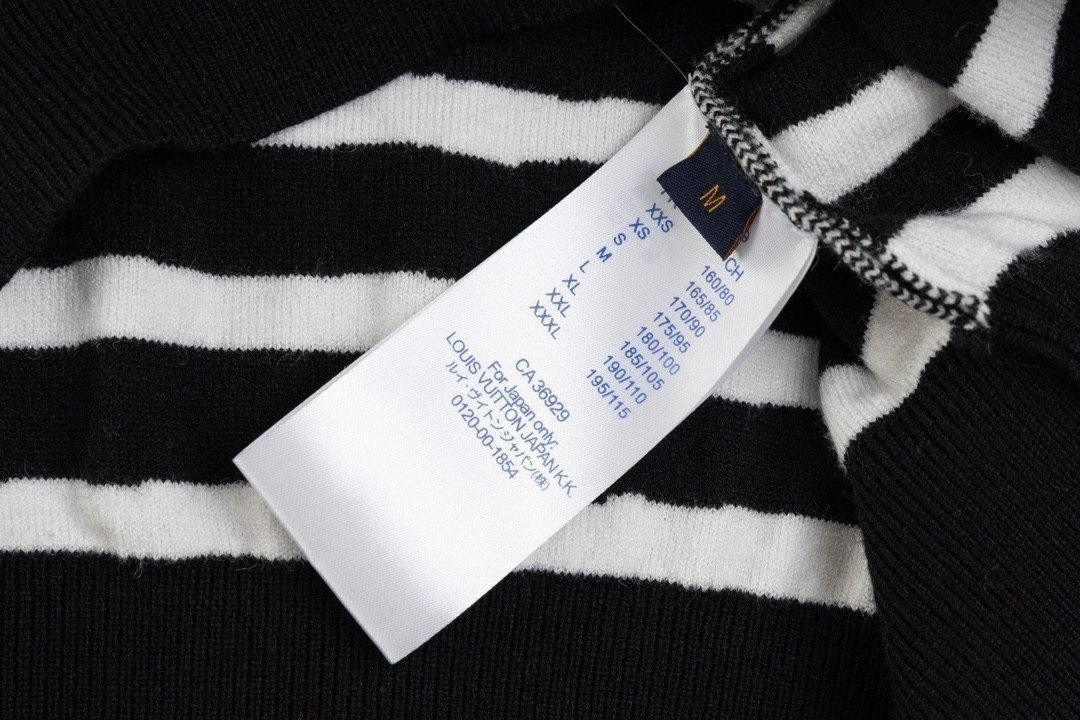 M
CH
XXS 160/80
XS 165/85
S 170/90
M 175/95
L 180/100
XL 185/105
XXL 190/110
XXXL 195/115
CA 36929
For Japan only:
LOUIS VUITTON JAPAN K.K.
ルイ・ヴィトンジャパン(株)
0120-00-1854